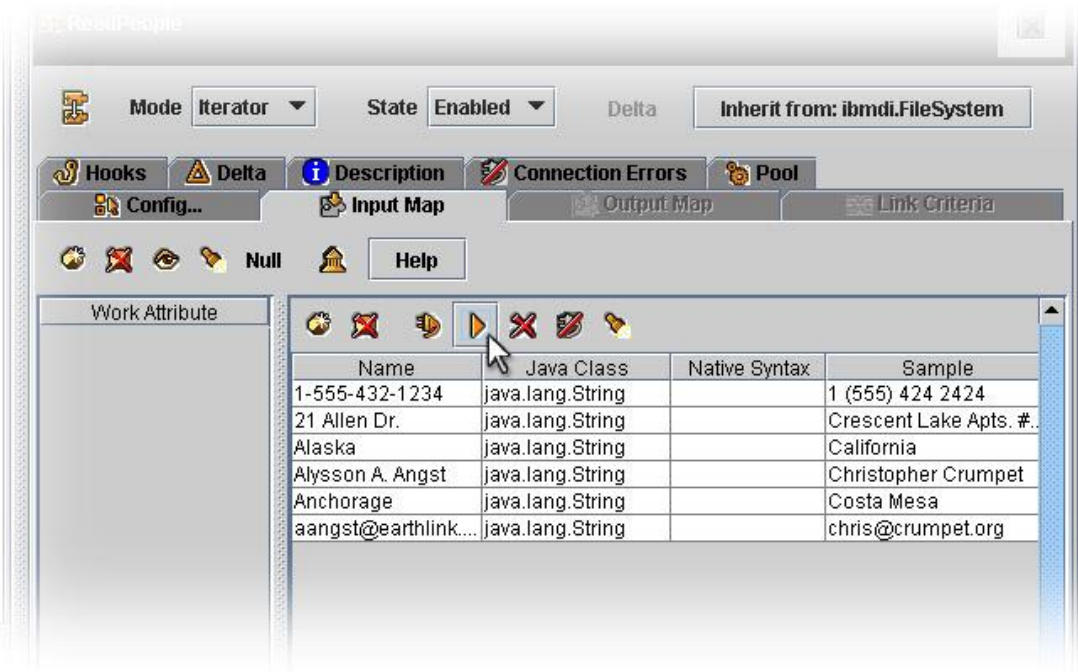 ReadPeople
Mode Iterator State Enabled Delta Inherit from: ibmdi.FileSystem
Hooks Delta Description Connection Errors Pool
Config... Input Map Output Map Link Criteria
Null Help
Work Attribute
Name Java Class Native Syntax Sample
1-555-432-1234 java.lang.String 1 (555) 424 2424
21 Allen Dr. java.lang.String Crescent Lake Apts. #..
Alaska java.lang.String California
Alysson A. Angst java.lang.String Christopher Crumpet
Anchorage java.lang.String Costa Mesa
aangst@earthlink.... java.lang.String chris@crumpet.org